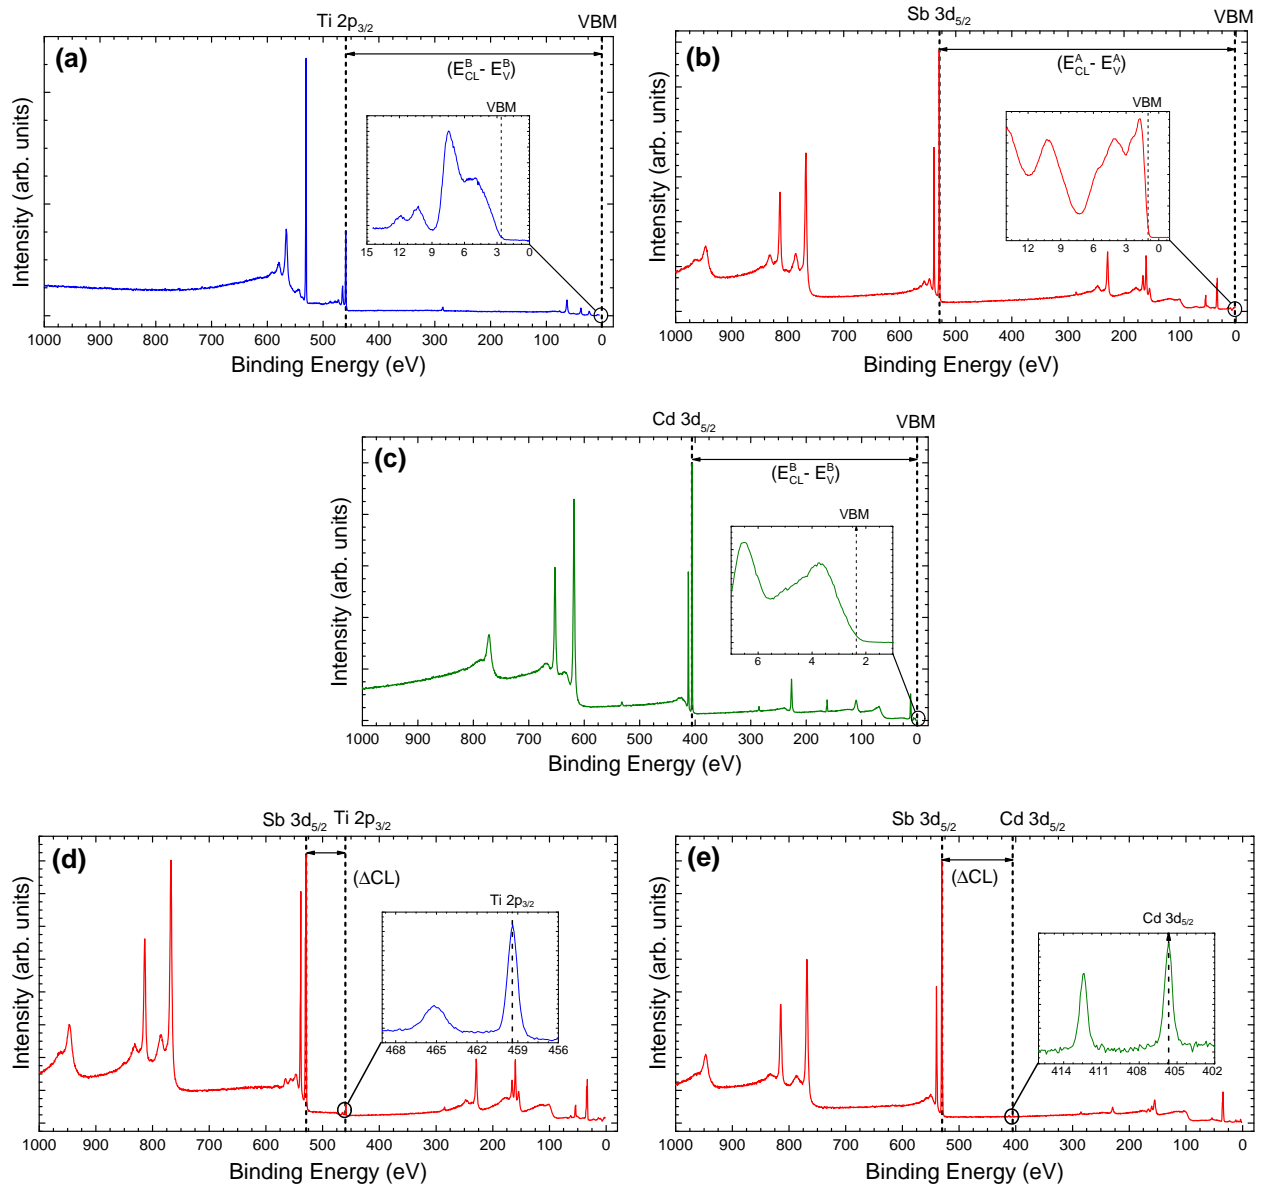 Ti 2p3/2 VBM
(a)
(E^B_CL - E^B_V)
VBM
15 12 9 6 3 0
Intensity (arb. units)
1000 900 800 700 600 500 400 300 200 100 0
Binding Energy (eV)
Sb 3d5/2 VBM
(b)
(E^A_CL - E^A_V)
VBM
12 9 6 3 0
Intensity (arb. units)
1000 900 800 700 600 500 400 300 200 100 0
Binding Energy (eV)
Cd 3d5/2 VBM
(c)
(E^B_CL - E^B_V)
VBM
6 4 2
Intensity (arb. units)
1000 900 800 700 600 500 400 300 200 100 0
Binding Energy (eV)
Sb 3d5/2 Ti 2p3/2
(d)
(ΔCL)
Ti 2p3/2
468 465 462 459 456
Intensity (arb. units)
1000 900 800 700 600 500 400 300 200 100 0
Binding Energy (eV)
Sb 3d5/2 Cd 3d5/2
(e)
(ΔCL)
Cd 3d5/2
414 411 408 405 402
Intensity (arb. units)
1000 900 800 700 600 500 400 300 200 100 0
Binding Energy (eV)